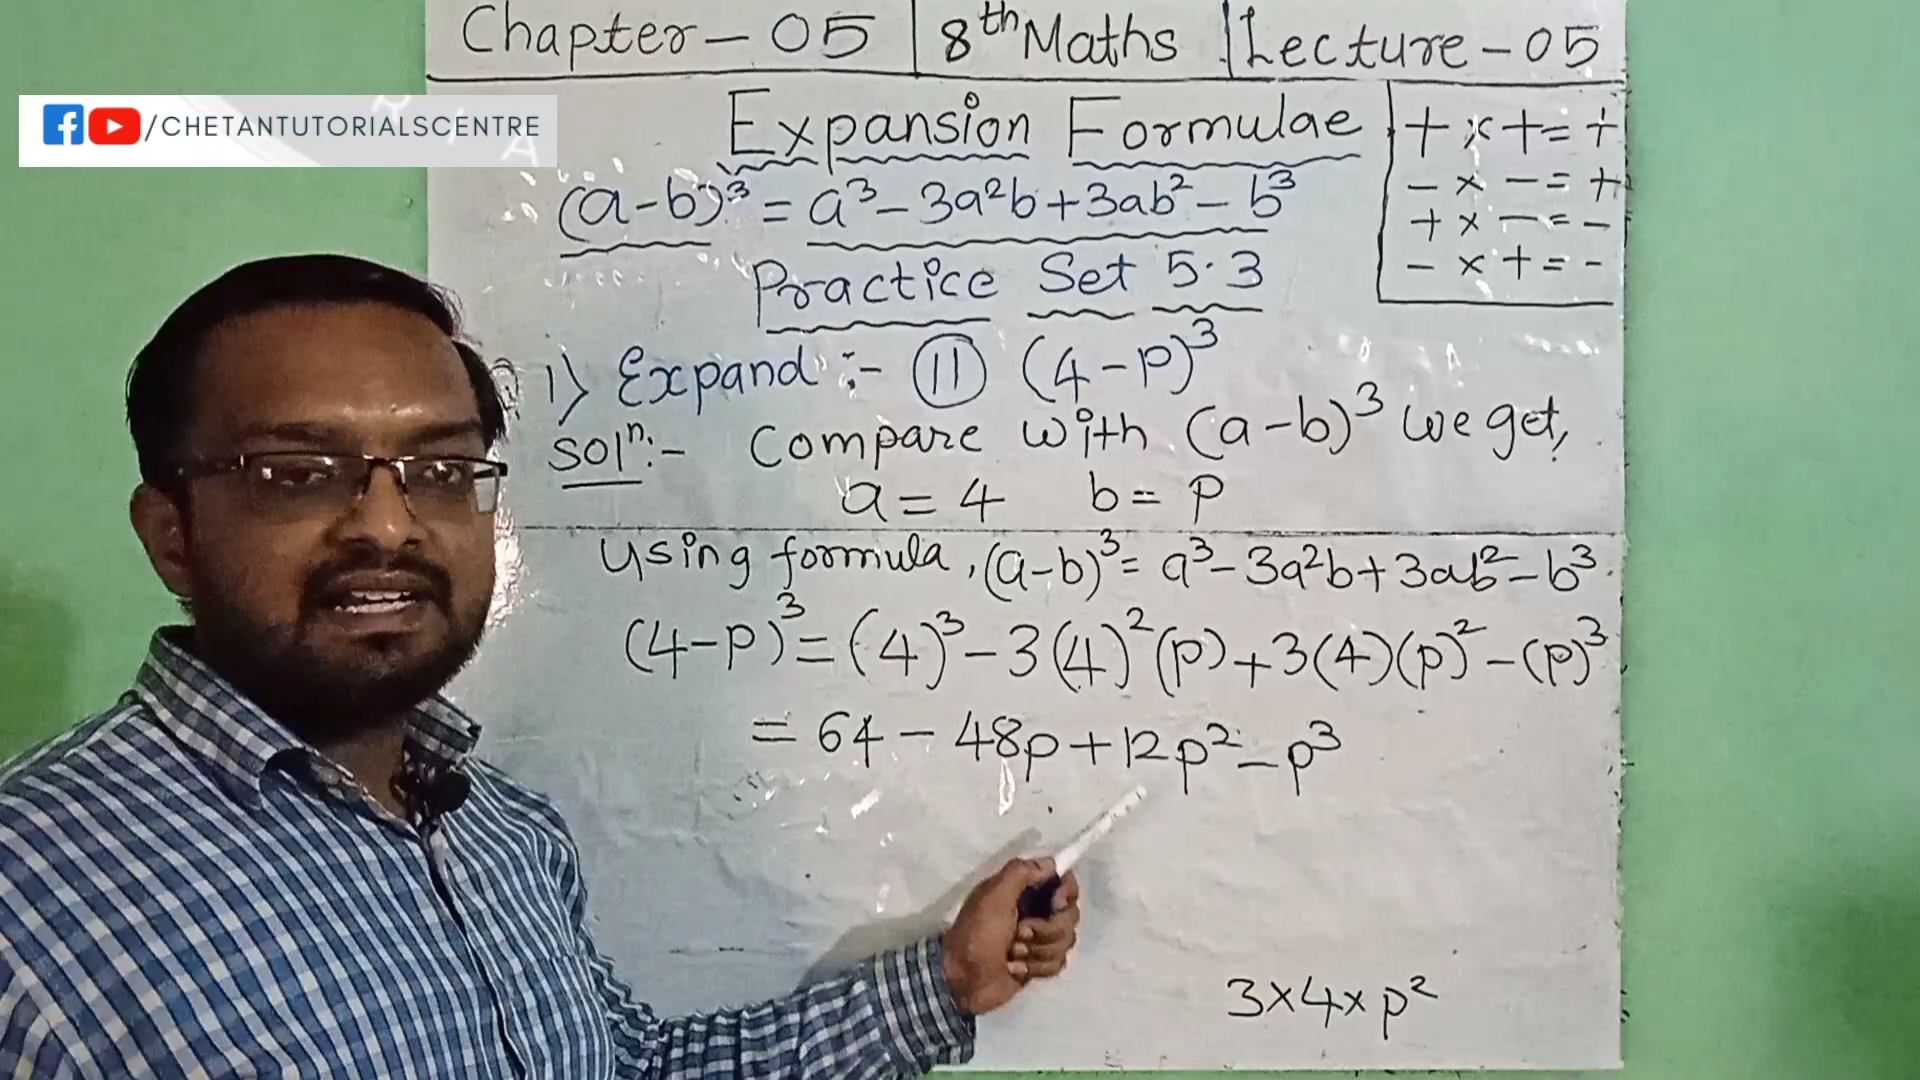 Chapter - 05 | 8th Maths | Lecture - 05
/CHETANTUTORIALSCENTRE
Expansion Formulae
(a-b)³ = a³ - 3a²b + 3ab² - b³
+ × + = +
- × - = +
+ × - = -
- × + = -
Practice Set 5.3
1) Expand :- (11) (4-p)³
Solⁿ:- Compare with (a-b)³ we get,
a = 4 b = p
Using formula, (a-b)³ = a³ - 3a²b + 3ab² - b³.
(4-p)³ = (4)³ - 3(4)²(p) + 3(4)(p)² - (p)³
= 64 - 48p + 12p² - p³
3×4×p²